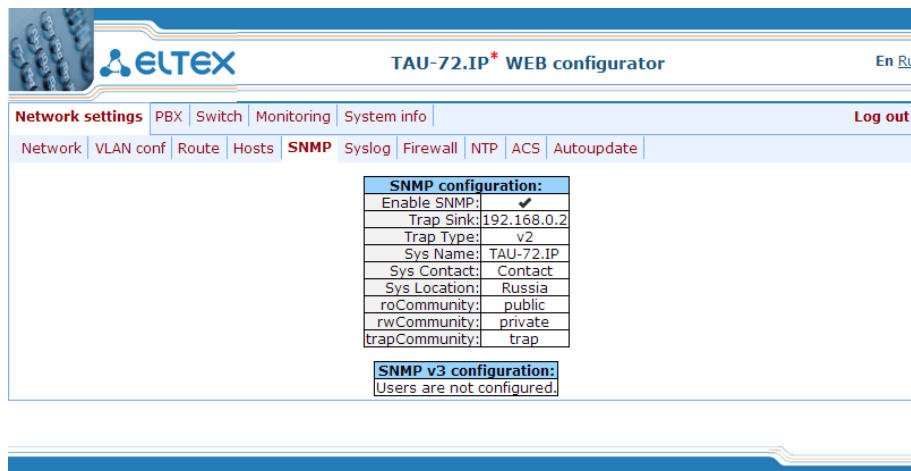 ELTEX
TAU-72.IP* WEB configurator
En Ru
Network settings PBX Switch Monitoring System info
Log out
Network VLAN conf Route Hosts SNMP Syslog Firewall NTP ACS Autoupdate
SNMP configuration:
Enable SNMP: ✔
Trap Sink: 192.168.0.2
Trap Type: v2
Sys Name: TAU-72.IP
Sys Contact: Contact
Sys Location: Russia
roCommunity: public
rwCommunity: private
trapCommunity: trap
SNMP v3 configuration:
Users are not configured.